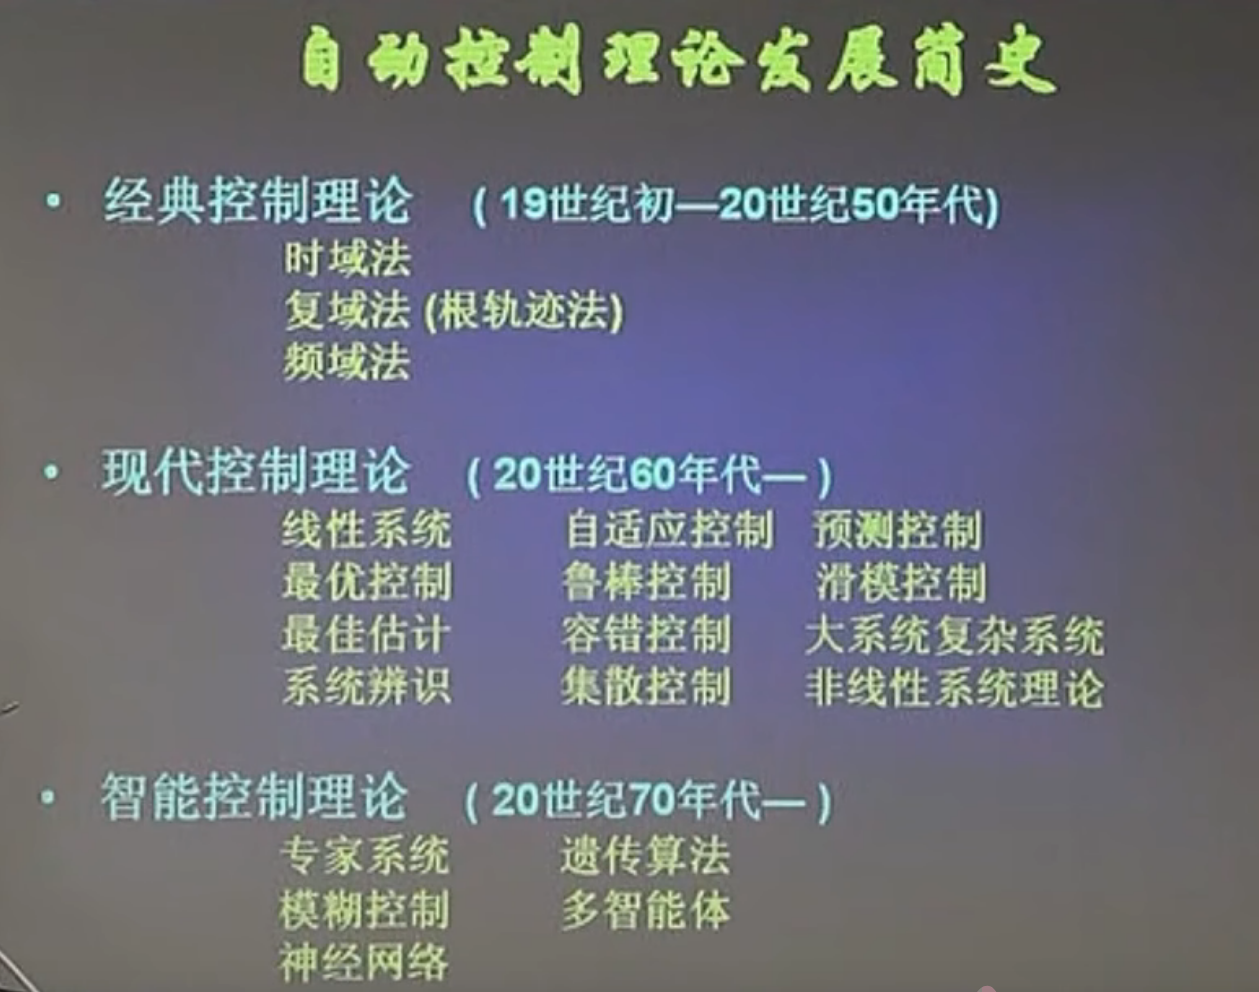 自动控制理论发展简史
• 经典控制理论 (19世纪初—20世纪50年代)
时域法
复域法 (根轨迹法)
频域法
• 现代控制理论 (20世纪60年代— )
线性系统 自适应控制 预测控制
最优控制 鲁棒控制 滑模控制
最佳估计 容错控制 大系统复杂系统
系统辨识 集散控制 非线性系统理论
• 智能控制理论 (20世纪70年代— )
专家系统 遗传算法
模糊控制 多智能体
神经网络